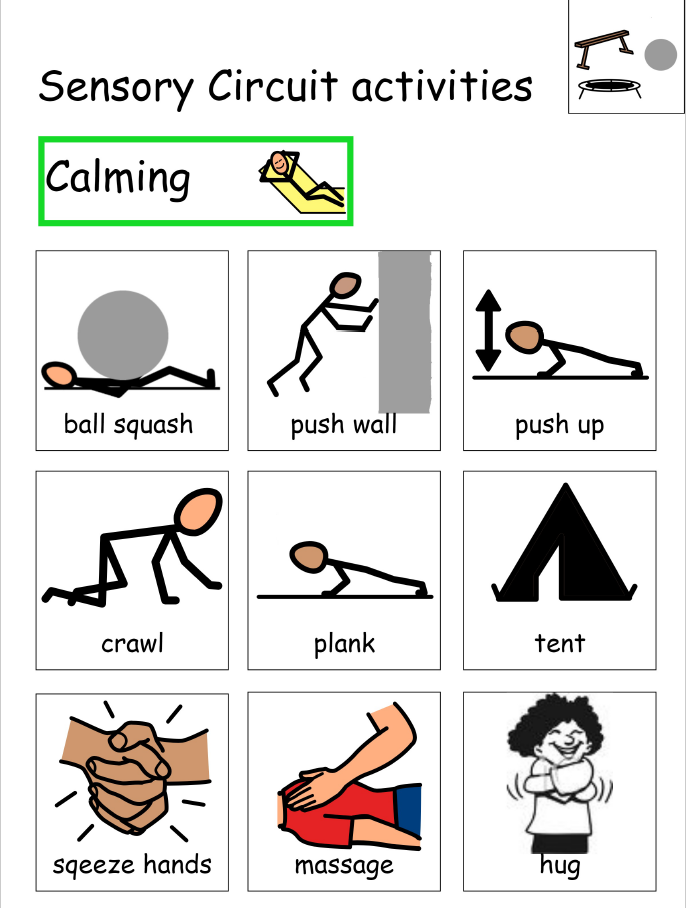 Sensory Circuit activities
Calming
ball squash
push wall
push up
crawl
plank
tent
sqeeze hands
massage
hug